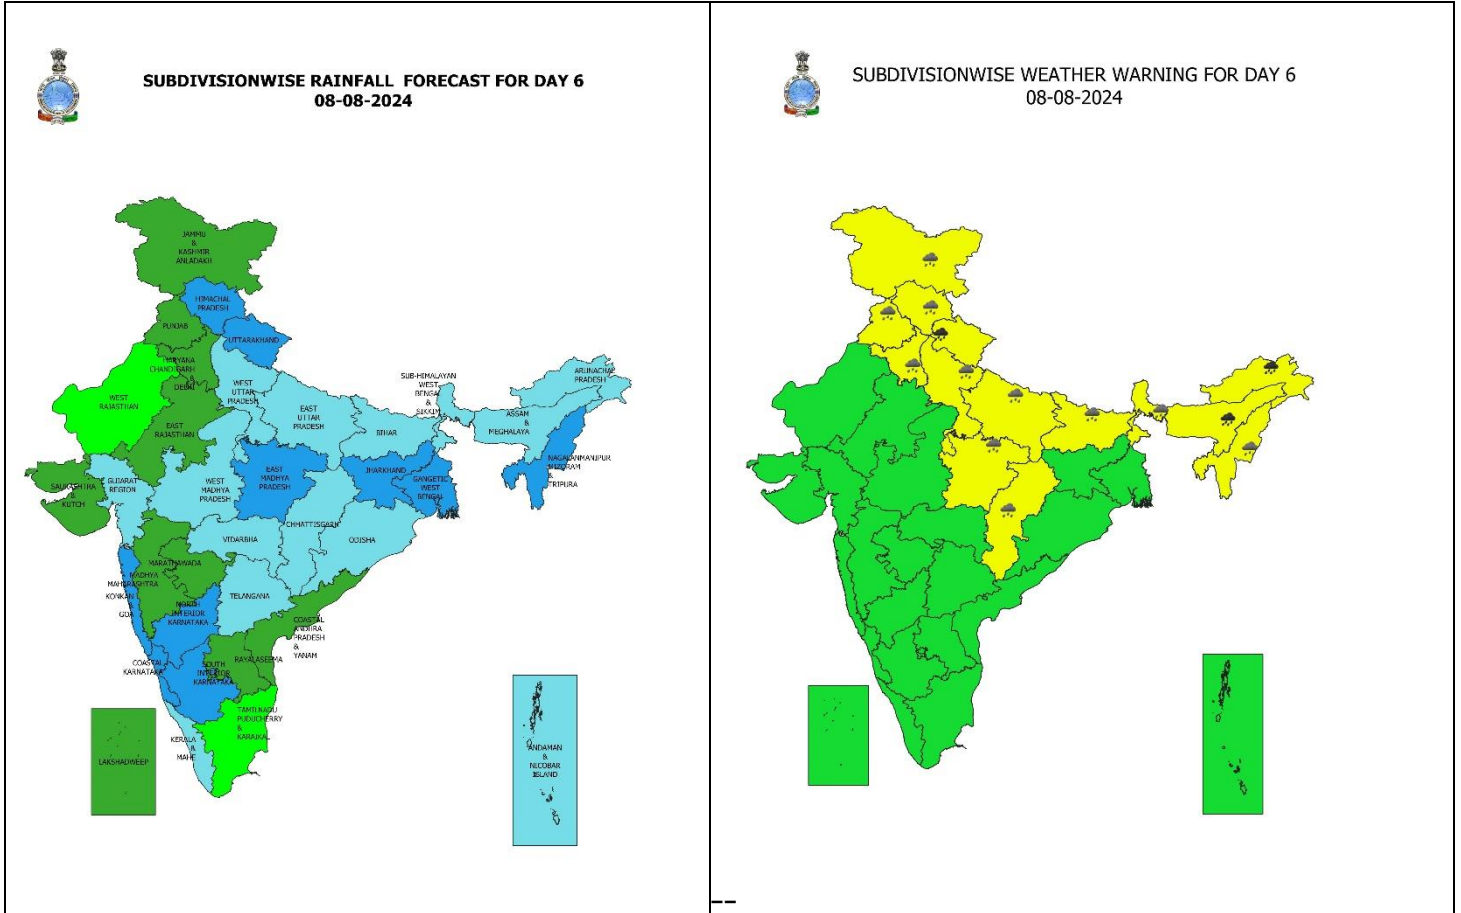 SUBDIVISIONWISE RAINFALL FORECAST FOR DAY 6
08-08-2024
JAMMU
&
KASHMIR
ANLADAKH
HIMACHAL
PRADESH
PUNJAB
UTTARAKHAND
HARYANA
CHANDIGARH
&
DELHI
WEST
RAJASTHAN
EAST
RAJASTHAN
WEST
UTTAR
PRADESH
EAST
UTTAR
PRADESH
BIHAR
SUB-HIMALAYAN
WEST
BENGAL
&
SIKKIM
ARUNACHAL
PRADESH
ASSAM
&
MEGHALAYA
NAGALANMANJPUR
MIZORAM
&
TRIPURA
SAURASHTRA
&
KUTCH
GUJARAT
REGION
WEST
MADHYA
PRADESH
EAST
MADHYA
PRADESH
JHARKHAND
GANGETIC
WEST
BENGAL
CHHATTISGARH
ODISHA
VIDARBHA
MARATHAWADA
MADHYA
MAHARASHTRA
KONKAN
&
GOA
TELANGANA
NORTH
INTERIOR
KARNATAKA
COASTAL
ANDHRA
PRADESH
&
YANAM
RAYALASEEMA
COASTAL
KARNATAKA
SOUTH
INTERIOR
KARNATAKA
TAMILNADU
PUDUCHERRY
&
KARAIKAL
KERALA
&
MAHE
LAKSHADWEEP
ANDAMAN
&
NICOBAR
ISLAND
SUBDIVISIONWISE WEATHER WARNING FOR DAY 6
08-08-2024
--